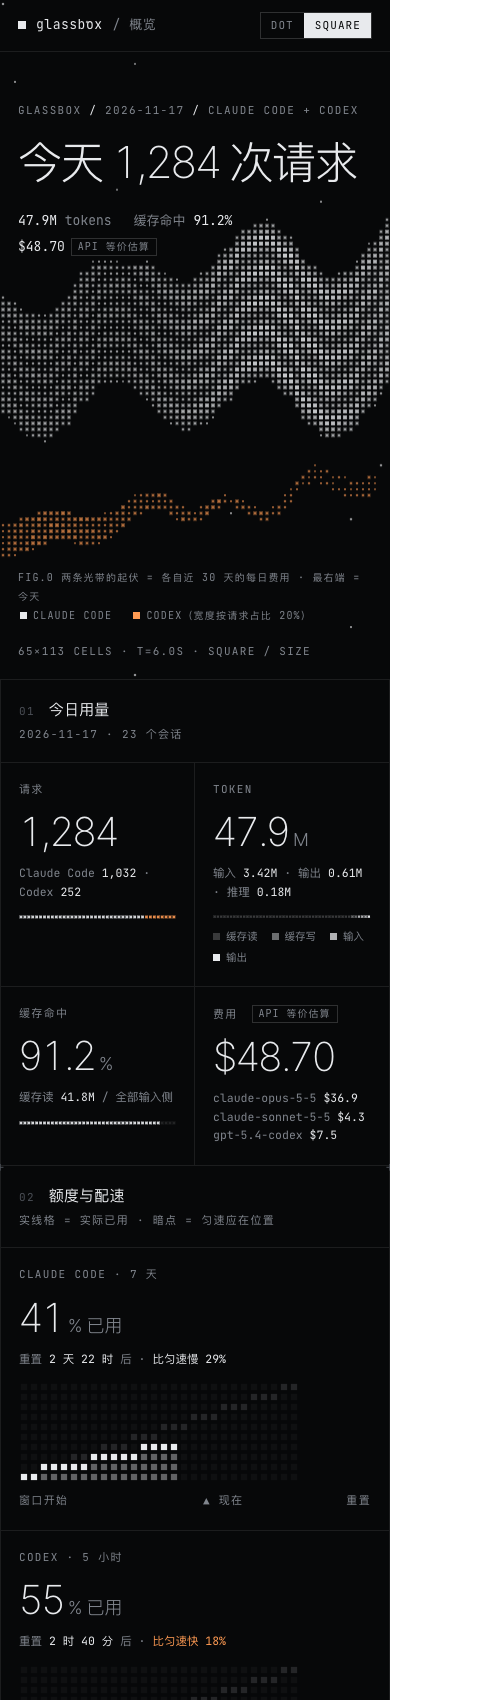 glassbox / 概览
DOT SQUARE
GLASSBOX / 2026-11-17 / CLAUDE CODE + CODEX
今天 1,284 次请求
47.9M tokens 缓存命中 91.2%
$48.70 API 等价估算
FIG.0 两条光带的起伏 = 各自近 30 天的每日费用 · 最右端 =
今天
CLAUDE CODE CODEX (宽度按请求占比 20%)
65×113 CELLS · T=6.0S · SQUARE / SIZE
01 今日用量
2026-11-17 · 23 个会话
请求
1,284
Claude Code 1,032 ·
Codex 252
TOKEN
47.9 M
输入 3.42M · 输出 0.61M
· 推理 0.18M
缓存读 缓存写 输入
输出
缓存命中
91.2 %
缓存读 41.8M / 全部输入侧
费用 API 等价估算
$48.70
claude-opus-5-5 $36.9
claude-sonnet-5-5 $4.3
gpt-5.4-codex $7.5
02 额度与配速
实线格 = 实际已用 · 暗点 = 匀速应在位置
CLAUDE CODE · 7 天
41 % 已用
重置 2 天 22 时 后 · 比匀速慢 29%
窗口开始 ▲ 现在 重置
CODEX · 5 小时
55 % 已用
重置 2 时 40 分 后 · 比匀速快 18%